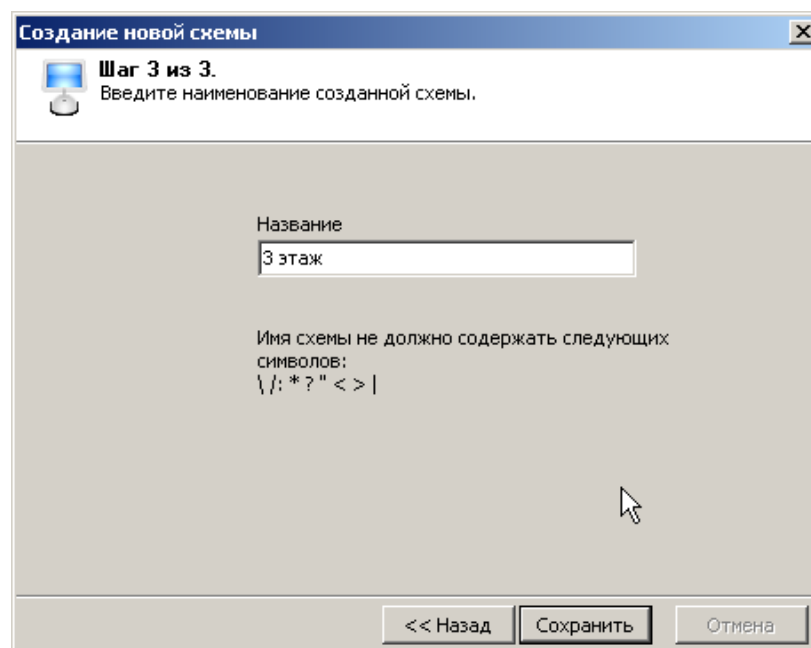 Создание новой схемы
Шаг 3 из 3.
Введите наименование созданной схемы.
Название
3 этаж
Имя схемы не должно содержать следующих
символов:
\ /: * ? " < > |
<< Назад Сохранить Отмена